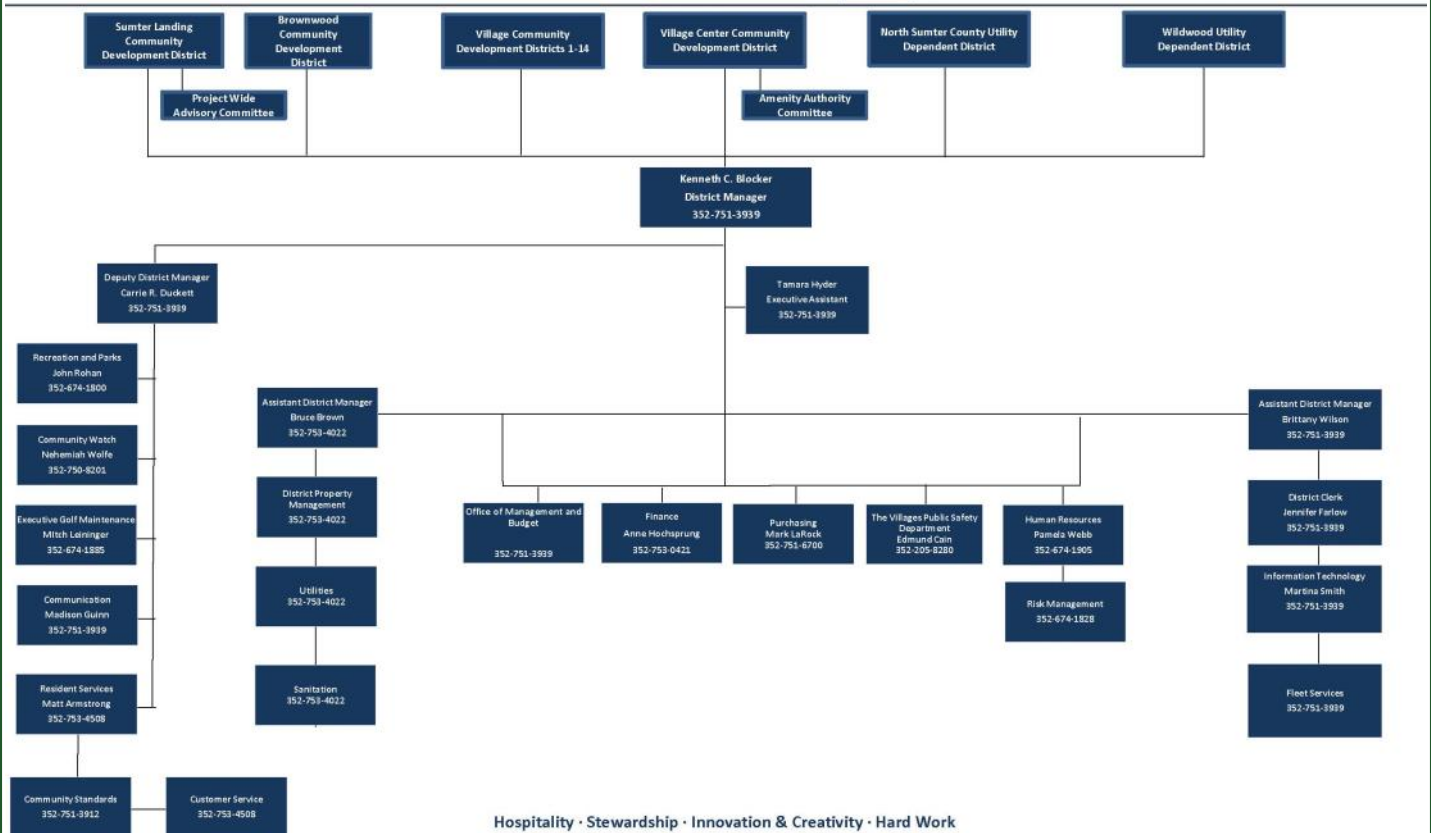 Sumter Landing
Community
Development District
Brownwood
Community
Development
District
Village Community
Development Districts 1-14
Village Center Community
Development District
North Sumter County Utility
Dependent District
Wildwood Utility
Dependent District
Project Wide
Advisory Committee
Amenity Authority
Committee
Kenneth C. Blocker
District Manager
352-751-3939
Deputy District Manager
Carrie R. Duckett
352-751-3939
Tamara Hyder
Executive Assistant
352-751-3939
Recreation and Parks
John Rohan
352-674-1800
Community Watch
Nehemiah Wolfe
352-750-8201
Executive Golf Maintenance
Mitch Leininger
352-674-1885
Communication
Madison Guinn
352-751-3939
Resident Services
Matt Armstrong
352-753-4508
Community Standards
352-751-3912
Customer Service
352-753-4508
Assistant District Manager
Bruce Brown
352-753-4022
District Property
Management
352-753-4022
Utilities
352-753-4022
Sanitation
352-753-4022
Office of Management and
Budget
352-751-3939
Finance
Anne Hochsprung
352-753-0421
Purchasing
Mark LaRock
352-751-6700
The Villages Public Safety
Department
Edmund Cain
352-205-8280
Human Resources
Pamela Webb
352-674-1905
Risk Management
352-674-1828
Assistant District Manager
Brittany Wilson
352-751-3939
District Clerk
Jennifer Farlow
352-751-3939
Information Technology
Martina Smith
352-751-3939
Fleet Services
352-751-3939
Hospitality · Stewardship · Innovation & Creativity · Hard Work